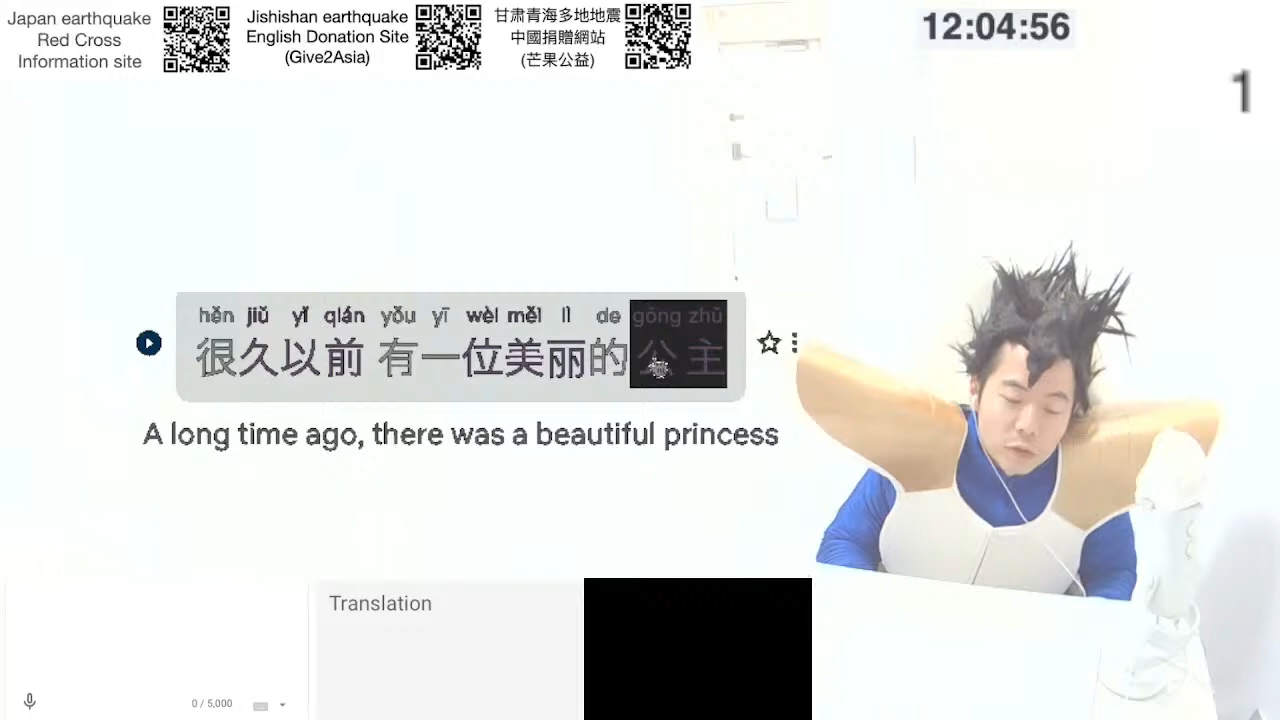 Japan earthquake
Red Cross
Information site
Jishishan earthquake
English Donation Site
(Give2Asia)
甘肅青海多地地震
中國捐贈網站
(芒果公益)
12:04:56
1
hěn jiǔ yǐ qián yǒu yī wèi měi lì de gōng zhǔ
很久以前 有一位美丽的公主
A long time ago, there was a beautiful princess
Translation
0 / 5,000